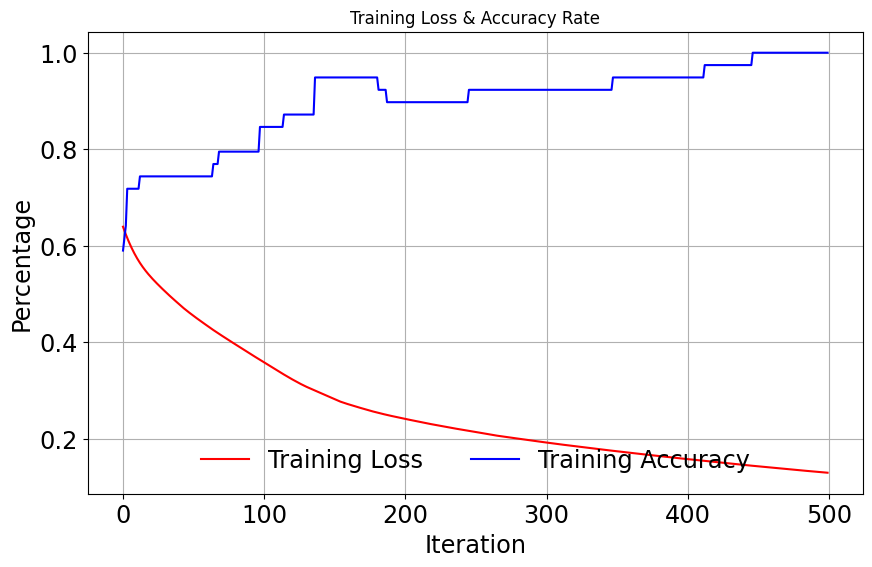 Training Loss & Accuracy Rate
1.0
0.8
0.6
0.4
0.2
Percentage
Training Loss
Training Accuracy
0 100 200 300 400 500
Iteration